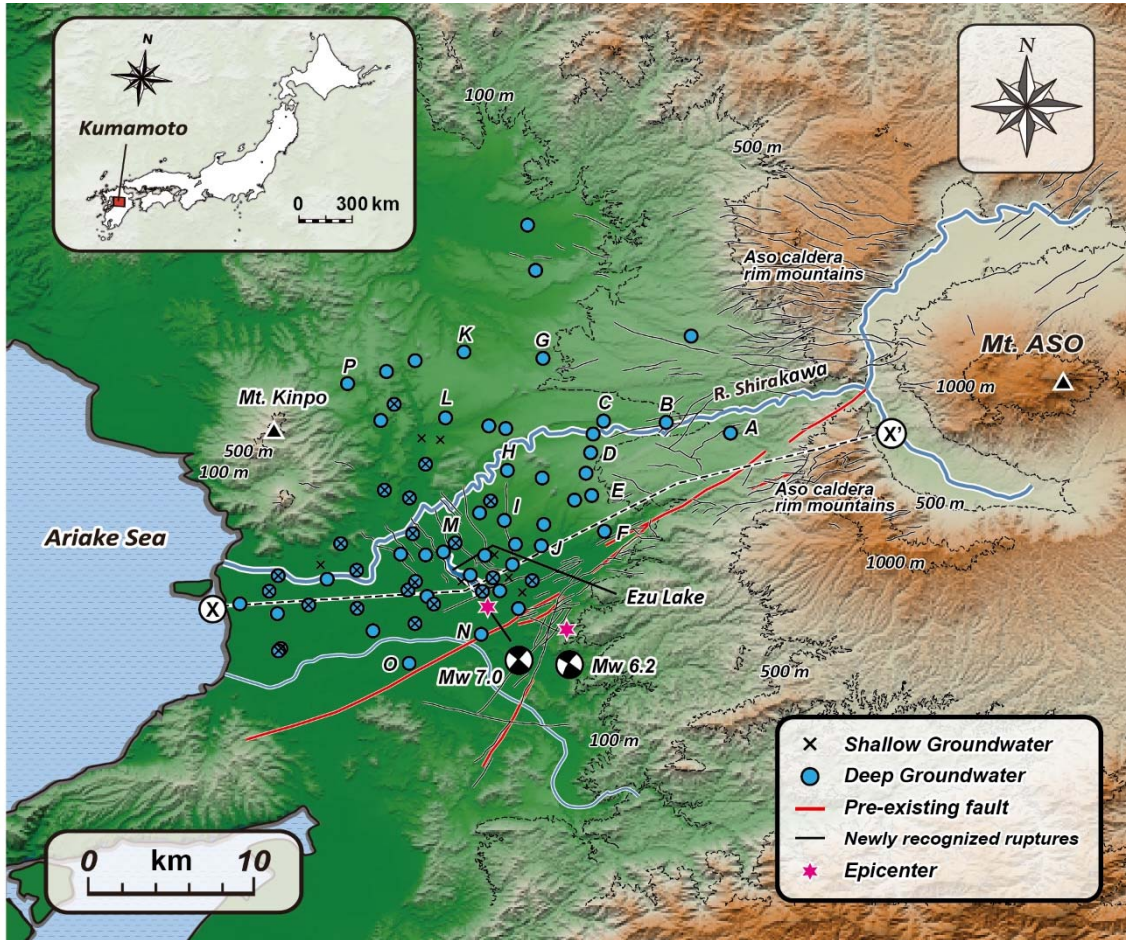 N
Kumamoto
0 300 km
N
100 m
500 m
Aso caldera
rim mountains
Mt. ASO
1000 m
K
G
P
R. Shirakawa
Mt. Kinpo
L
C
B
A
X'
500 m
100 m
H
D
E
I
Aso caldera
rim mountains
500 m
Ariake Sea
M
F
J
1000 m
X
Ezu Lake
N
O
Mw 7.0
Mw 6.2
500 m
100 m
Shallow Groundwater
Deep Groundwater
Pre-existing fault
Newly recognized ruptures
Epicenter
0 km 10